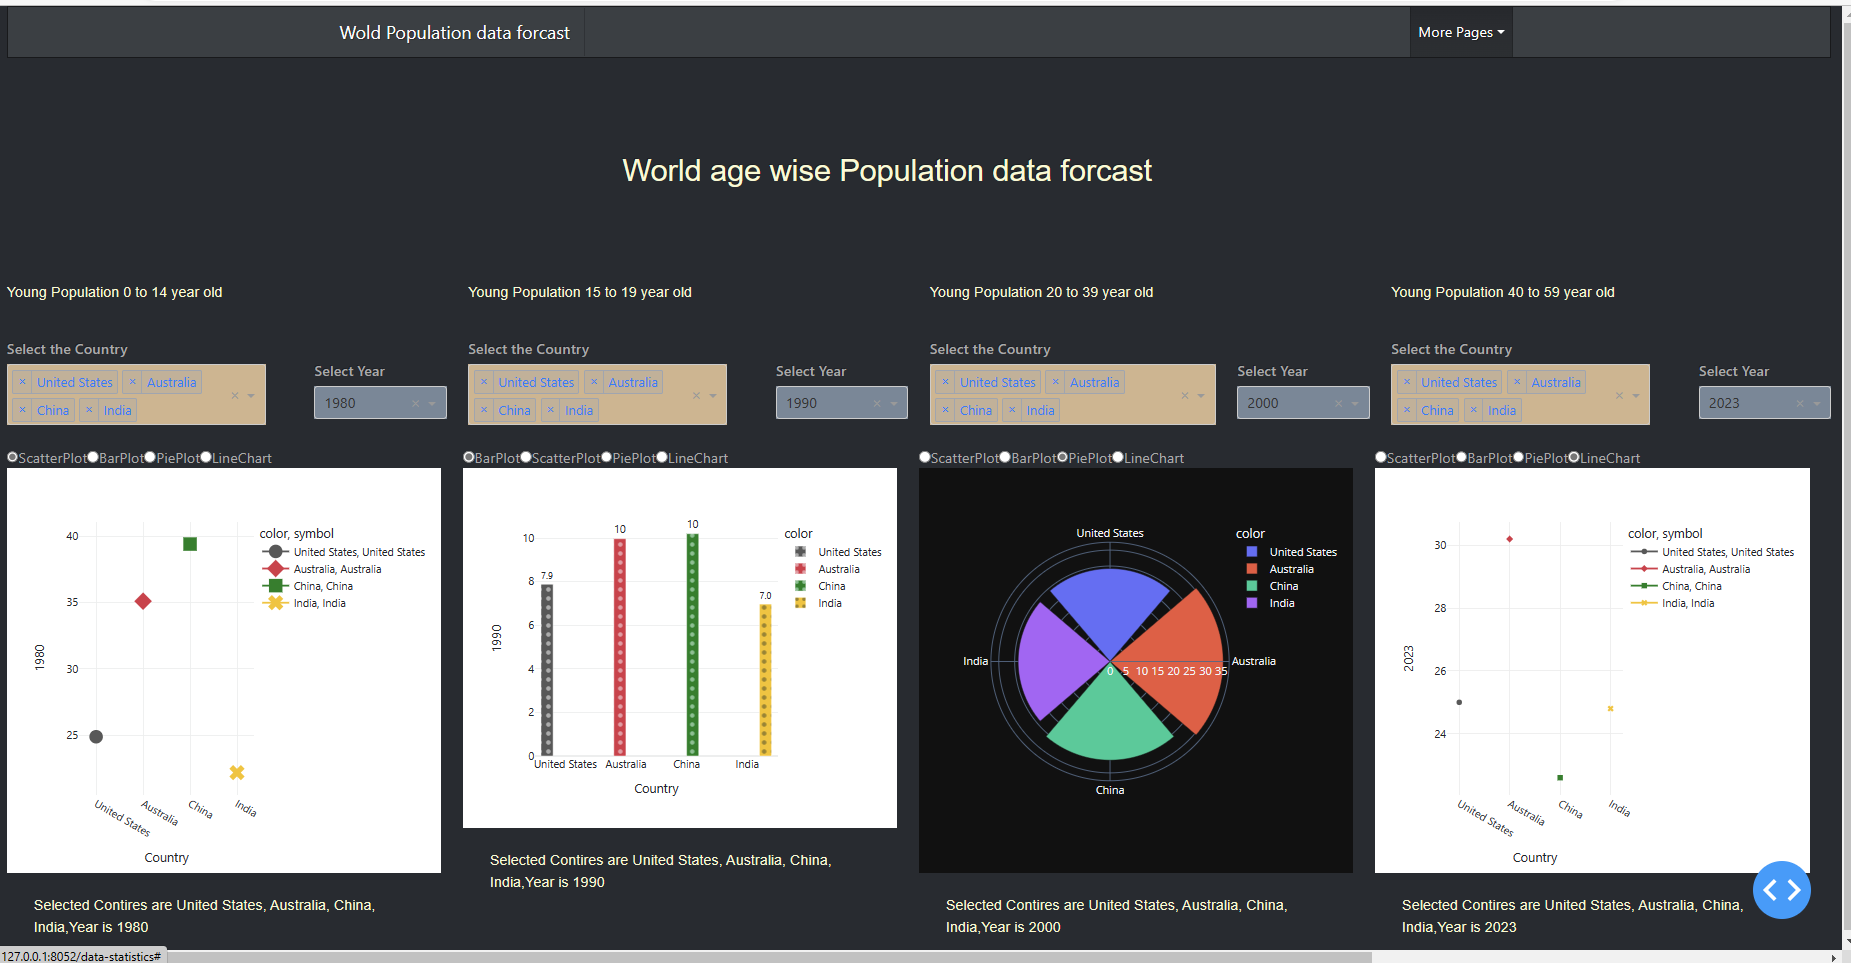 Wold Population data forcast
More Pages
World age wise Population data forcast
Young Population 0 to 14 year old
Young Population 15 to 19 year old
Young Population 20 to 39 year old
Young Population 40 to 59 year old
Select the Country
Select Year
× United States × Australia
× China × India
1980
Select the Country
Select Year
× United States × Australia
× China × India
1990
Select the Country
Select Year
× United States × Australia
× China × India
2000
Select the Country
Select Year
× United States × Australia
× China × India
2023
ScatterPlot BarPlot PiePlot LineChart
BarPlot ScatterPlot PiePlot LineChart
ScatterPlot BarPlot PiePlot LineChart
ScatterPlot BarPlot PiePlot LineChart
40
35
30
25
1980
United States
Australia
China
India
Country
color, symbol
United States, United States
Australia, Australia
China, China
India, India
Selected Contires are United States, Australia, China,
India,Year is 1980
10
8
6
4
2
0
1990
7.9
10
10
7.0
United States Australia China India
Country
color
United States
Australia
China
India
Selected Contires are United States, Australia, China,
India,Year is 1990
United States
India
Australia
China
0 5 10 15 20 25 30 35
color
United States
Australia
China
India
Selected Contires are United States, Australia, China,
India,Year is 2000
30
28
26
24
2023
United States
Australia
China
India
Country
color, symbol
United States, United States
Australia, Australia
China, China
India, India
Selected Contires are United States, Australia, China,
India,Year is 2023
127.0.0.1:8052/data-statistics#